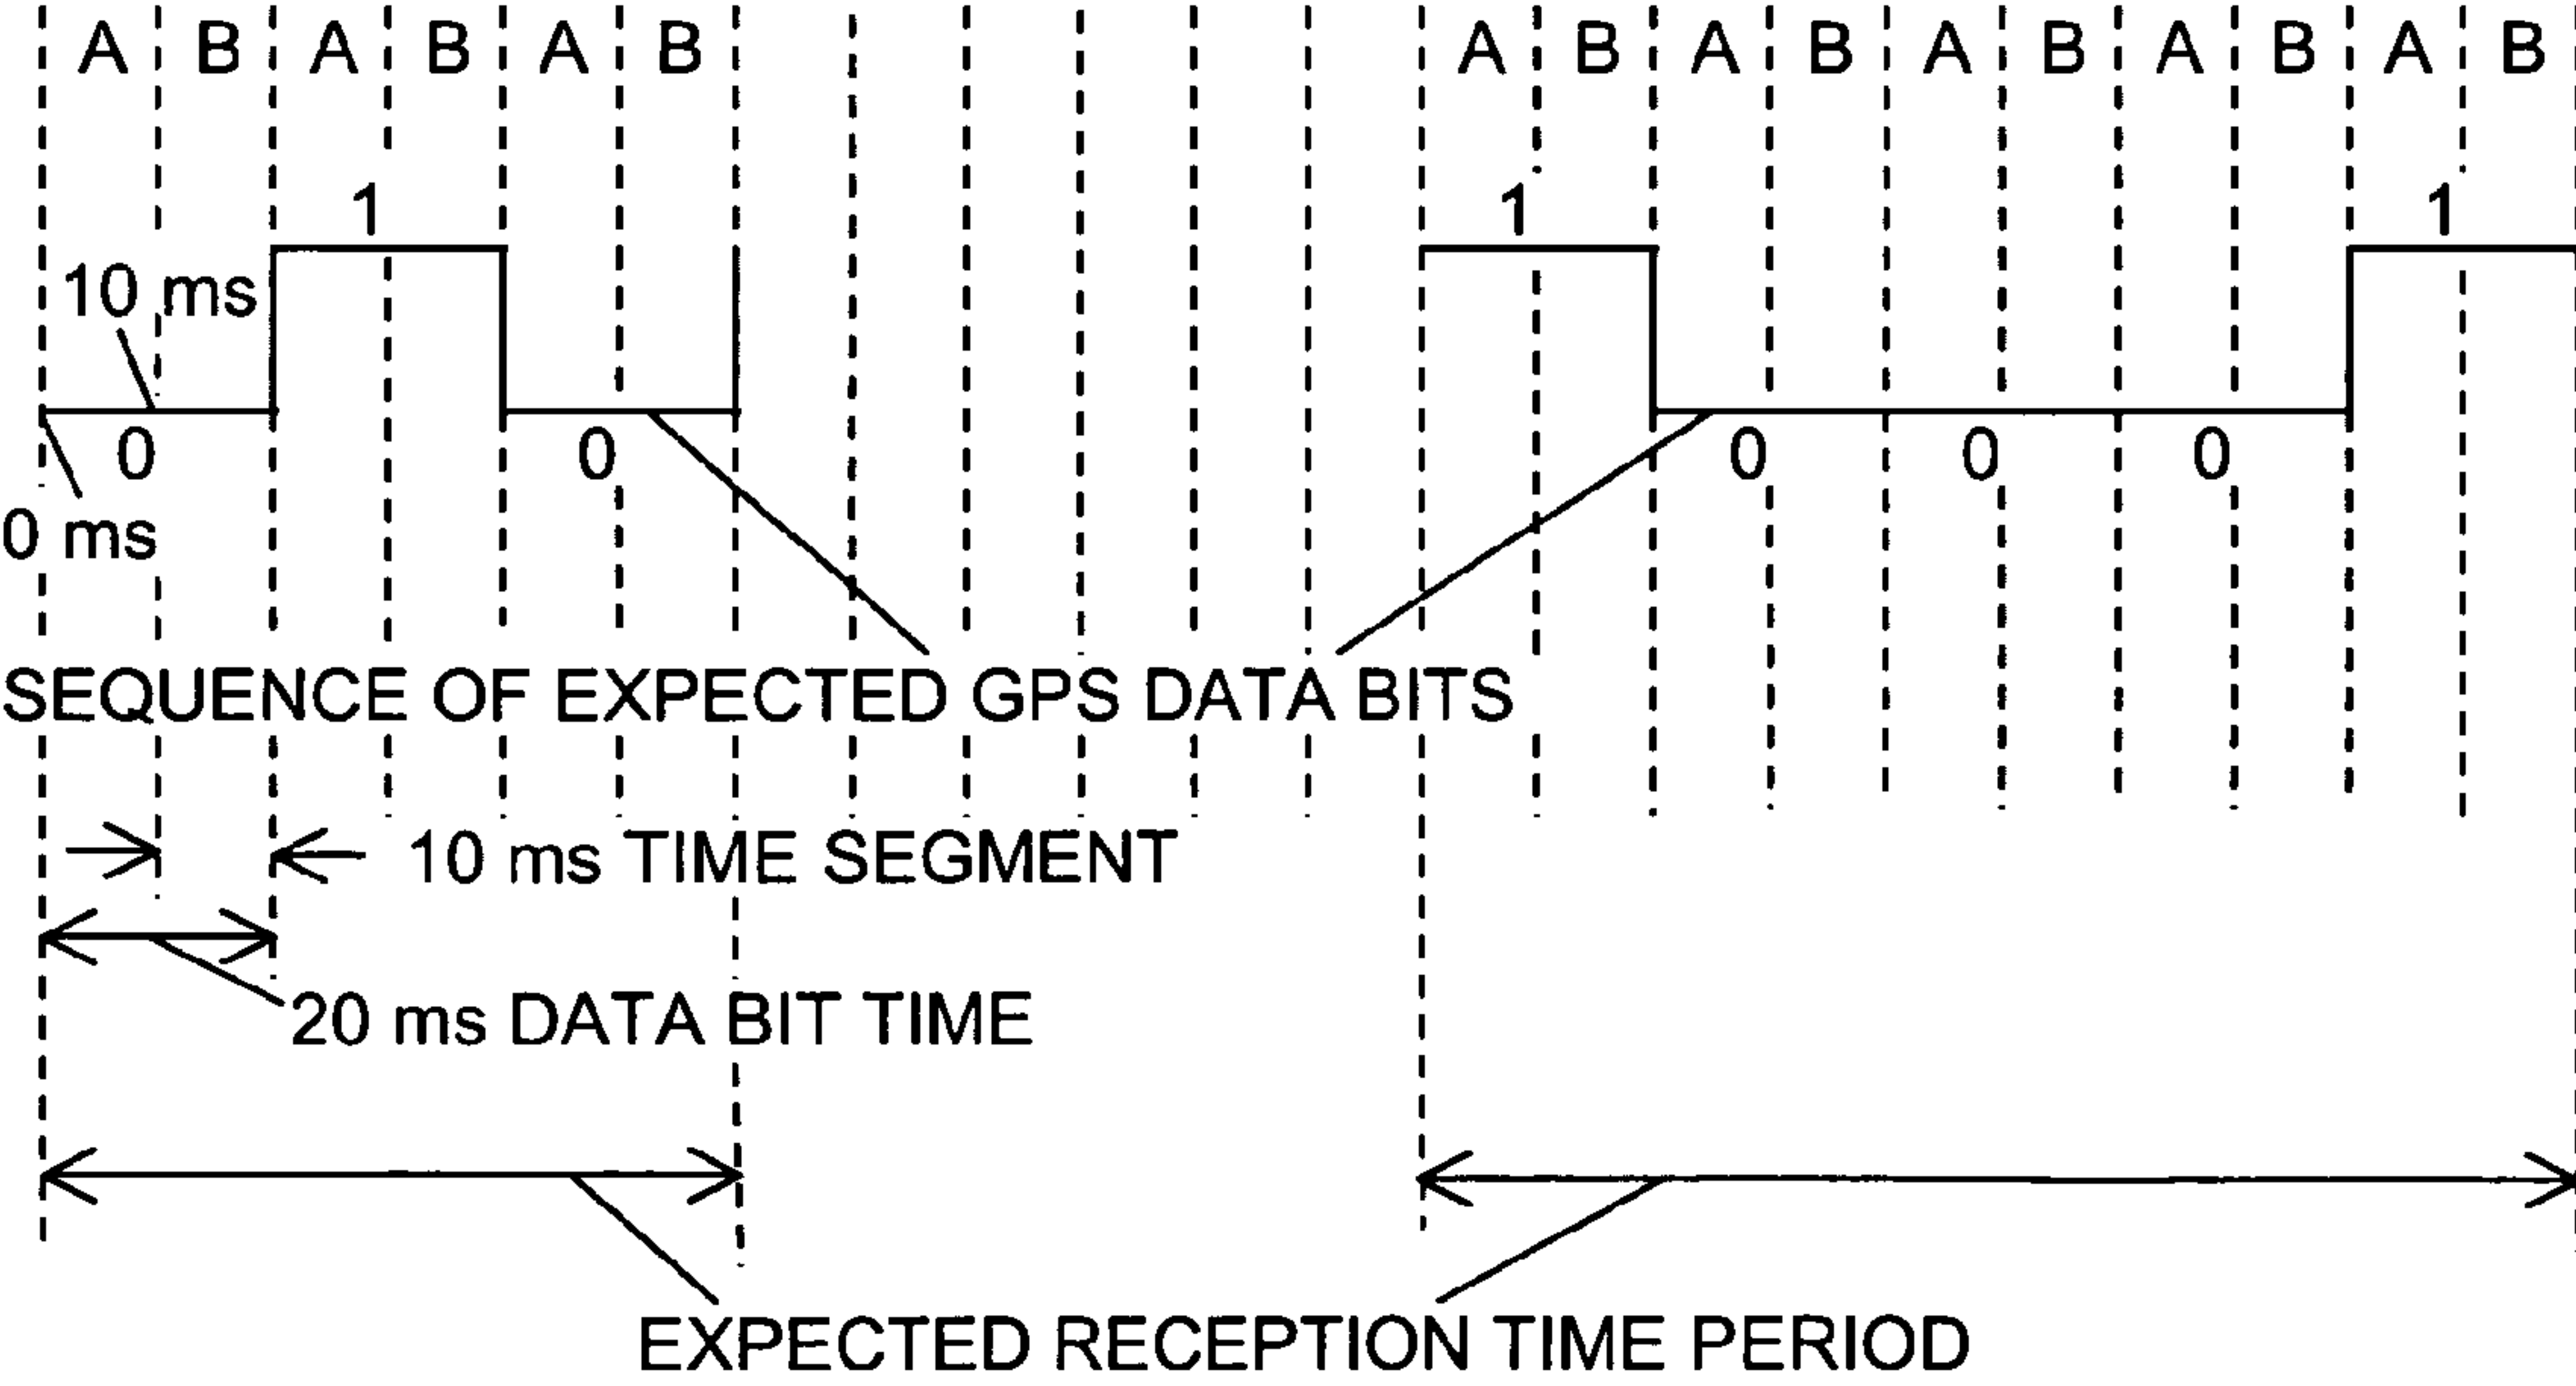 A B A B A B A B A B A B A B A B
1 1 1
10 ms
0 0 0 0 0
0 ms
SEQUENCE OF EXPECTED GPS DATA BITS
10 ms TIME SEGMENT
20 ms DATA BIT TIME
EXPECTED RECEPTION TIME PERIOD